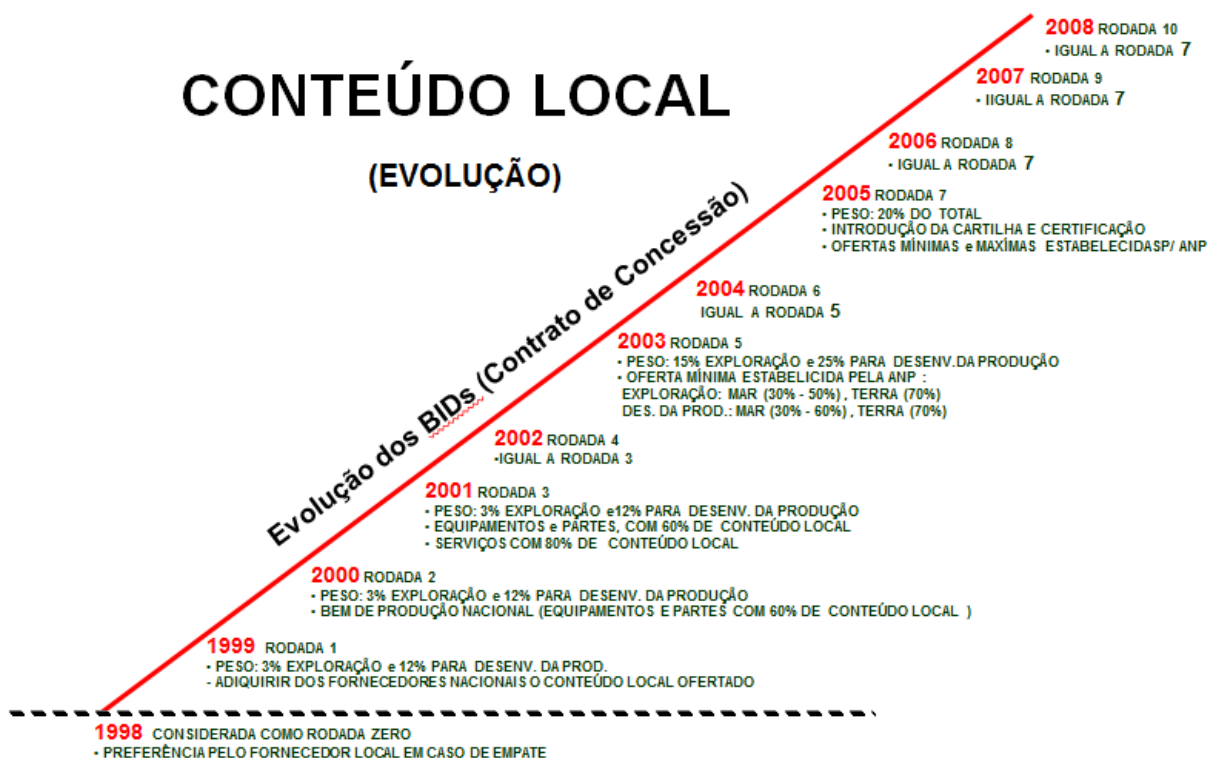 CONTEÚDO LOCAL
(EVOLUÇÃO)
Evolução dos BIDs (Contrato de Concessão)
2008 RODADA 10
- IGUAL A RODADA 7
2007 RODADA 9
- IIGUAL A RODADA 7
2006 RODADA 8
- IGUAL A RODADA 7
2005 RODADA 7
- PESO: 20% DO TOTAL
- INTRODUÇÃO DA CARTILHA E CERTIFICAÇÃO
- OFERTAS MÍNIMAS e MAXÍMAS ESTABELECIDASP/ ANP
2004 RODADA 6
IGUAL A RODADA 5
2003 RODADA 5
- PESO: 15% EXPLORAÇÃO e 25% PARA DESENV.DA PRODUÇÃO
- OFERTA MÍNIMA ESTABELICIDA PELA ANP :
EXPLORAÇÃO: MAR (30% - 50%) , TERRA (70%)
DES. DA PROD.: MAR (30% - 60%) , TERRA (70%)
2002 RODADA 4
-IGUAL A RODADA 3
2001 RODADA 3
- PESO: 3% EXPLORAÇÃO e12% PARA DESENV. DA PRODUÇÃO
- EQUIPAMENTOS e PARTES, COM 60% DE CONTEÚDO LOCAL
- SERVIÇOS COM 80% DE CONTEÚDO LOCAL
2000 RODADA 2
- PESO: 3% EXPLORAÇÃO e 12% PARA DESENV. DA PRODUÇÃO
- BEM DE PRODUÇÃO NACIONAL (EQUIPAMENTOS E PARTES COM 60% DE CONTEÚDO LOCAL )
1999 RODADA 1
- PESO: 3% EXPLORAÇÃO e 12% PARA DESENV. DA PROD.
- ADIQUIRIR DOS FORNECEDORES NACIONAIS O CONTEÚDO LOCAL OFERTADO
1998 CONSIDERADA COMO RODADA ZERO
- PREFERÊNCIA PELO FORNECEDOR LOCAL EM CASO DE EMPATE